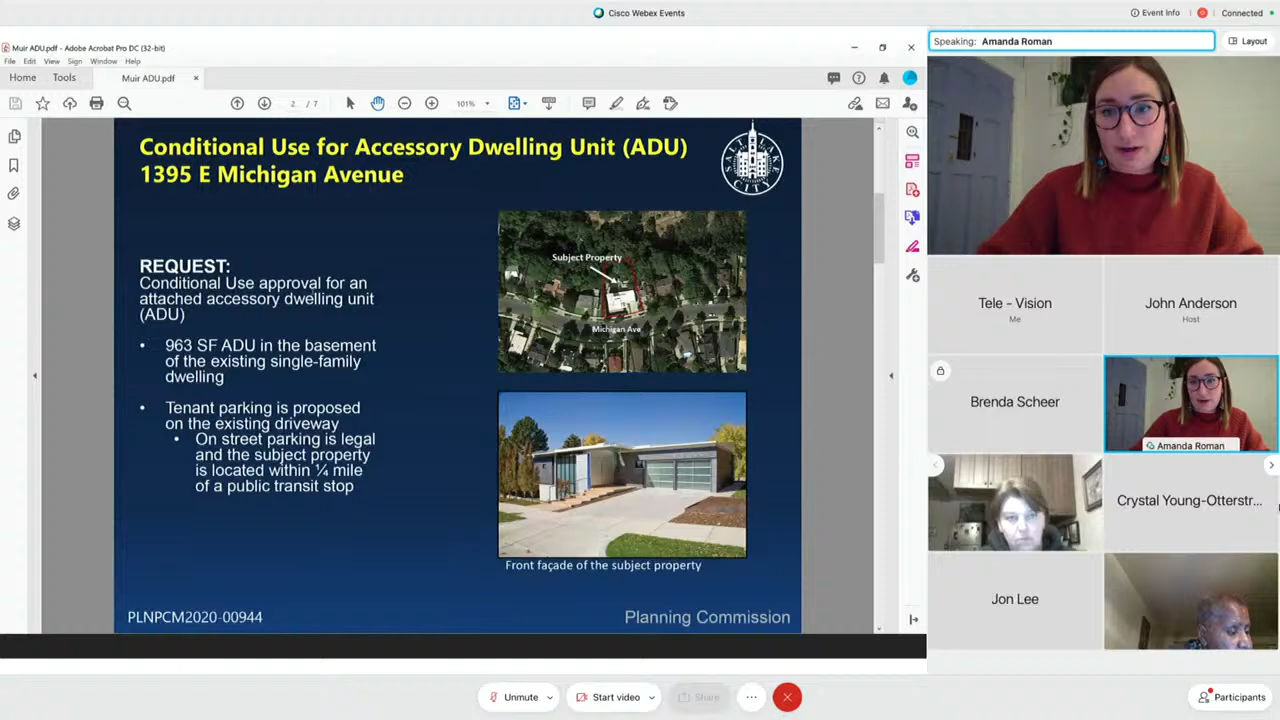 Cisco Webex Events
Event Info
Connected
Muir ADU.pdf - Adobe Acrobat Pro DC (32-bit)
File Edit View Sign Window Help
Home Tools Muir ADU.pdf ×
2 / 7
101%
Conditional Use for Accessory Dwelling Unit (ADU)
1395 E Michigan Avenue
SALT LAKE
CITY
REQUEST:
Conditional Use approval for an
attached accessory dwelling unit
(ADU)
• 963 SF ADU in the basement
of the existing single-family
dwelling
• Tenant parking is proposed
on the existing driveway
• On street parking is legal
and the subject property
is located within ¼ mile
of a public transit stop
Subject Property
Michigan Ave
Front façade of the subject property
PLNPCM2020-00944
Planning Commission
Speaking: Amanda Roman
Layout
Tele - Vision
Me
John Anderson
Host
Brenda Scheer
Amanda Roman
Crystal Young-Otterstr...
Jon Lee
Unmute
Start video
Share
Participants